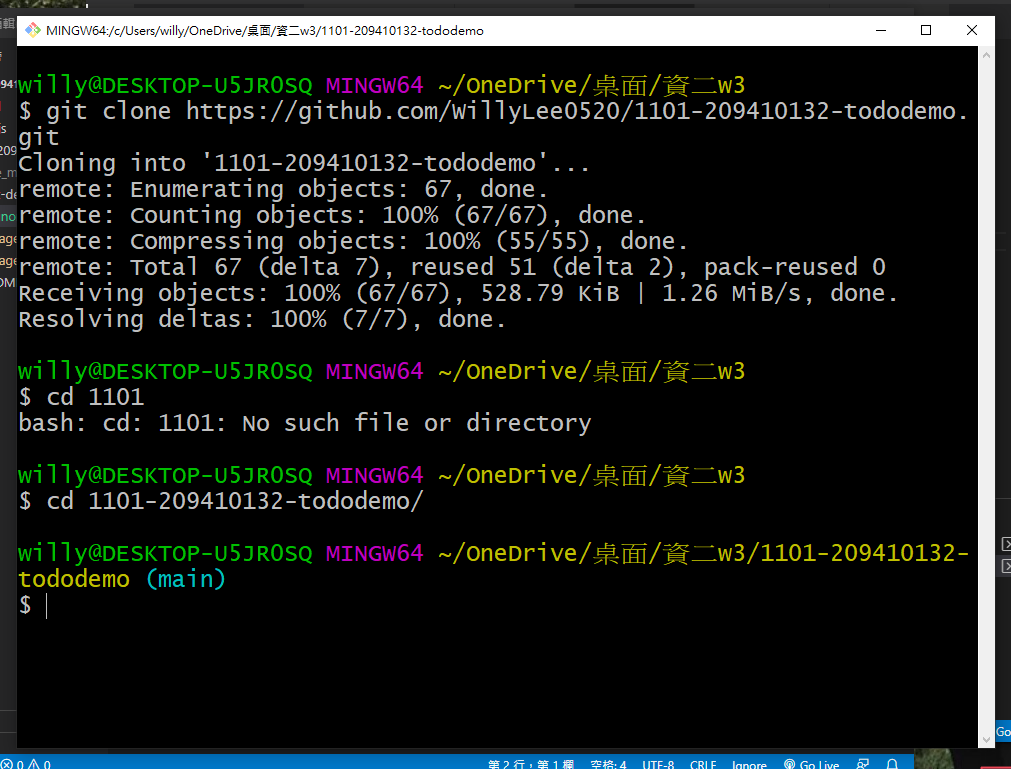 MINGW64:/c/Users/willy/OneDrive/桌面/資二w3/1101-209410132-tododemo
willy@DESKTOP-U5JR0SQ MINGW64 ~/OneDrive/桌面/資二w3
$ git clone https://github.com/WillyLee0520/1101-209410132-tododemo.
git
Cloning into '1101-209410132-tododemo'...
remote: Enumerating objects: 67, done.
remote: Counting objects: 100% (67/67), done.
remote: Compressing objects: 100% (55/55), done.
remote: Total 67 (delta 7), reused 51 (delta 2), pack-reused 0
Receiving objects: 100% (67/67), 528.79 KiB | 1.26 MiB/s, done.
Resolving deltas: 100% (7/7), done.
willy@DESKTOP-U5JR0SQ MINGW64 ~/OneDrive/桌面/資二w3
$ cd 1101
bash: cd: 1101: No such file or directory
willy@DESKTOP-U5JR0SQ MINGW64 ~/OneDrive/桌面/資二w3
$ cd 1101-209410132-tododemo/
willy@DESKTOP-U5JR0SQ MINGW64 ~/OneDrive/桌面/資二w3/1101-209410132-
tododemo (main)
$
Go
0 0 第 2 行，第 1 欄 空格: 4 UTF-8 CRLF Ignore Go Live